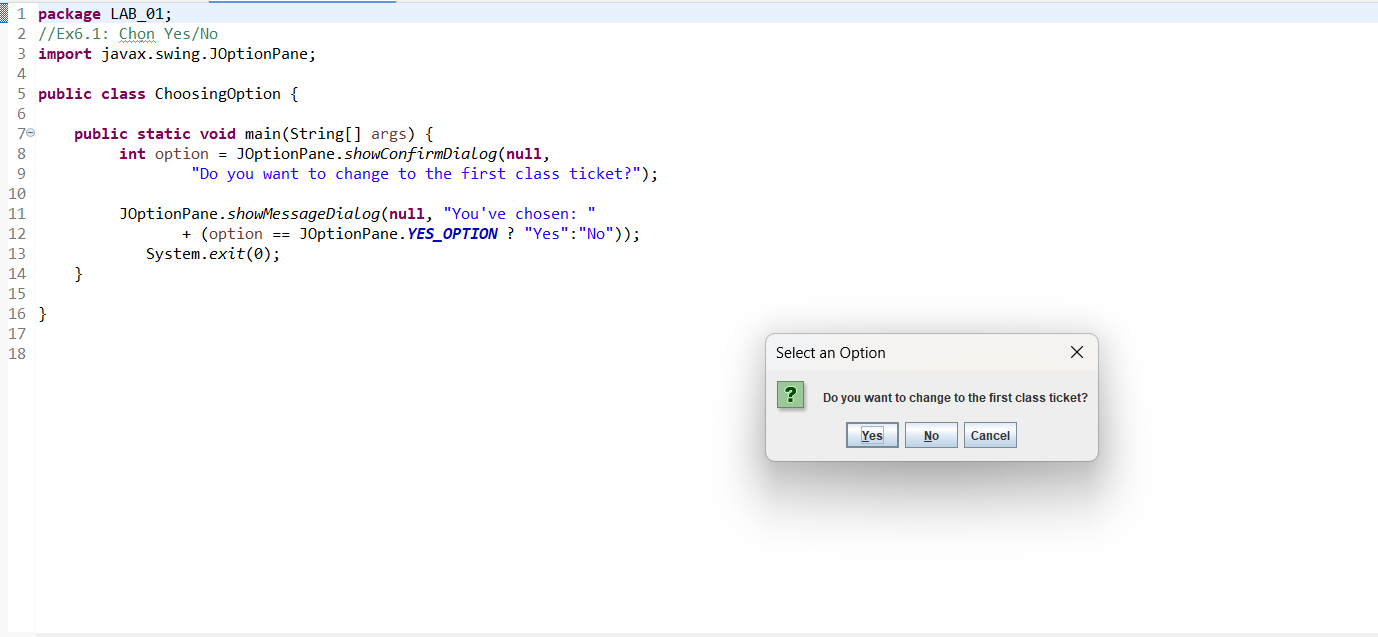 1 package LAB_01;
2 //Ex6.1: Chon Yes/No
3 import javax.swing.JOptionPane;
4
5 public class ChoosingOption {
6
7 public static void main(String[] args) {
8 int option = JOptionPane.showConfirmDialog(null,
9 "Do you want to change to the first class ticket?");
10
11 JOptionPane.showMessageDialog(null, "You've chosen: "
12 + (option == JOptionPane.YES_OPTION ? "Yes":"No"));
13 System.exit(0);
14 }
15
16 }
17
18
Select an Option
? Do you want to change to the first class ticket?
Yes No Cancel